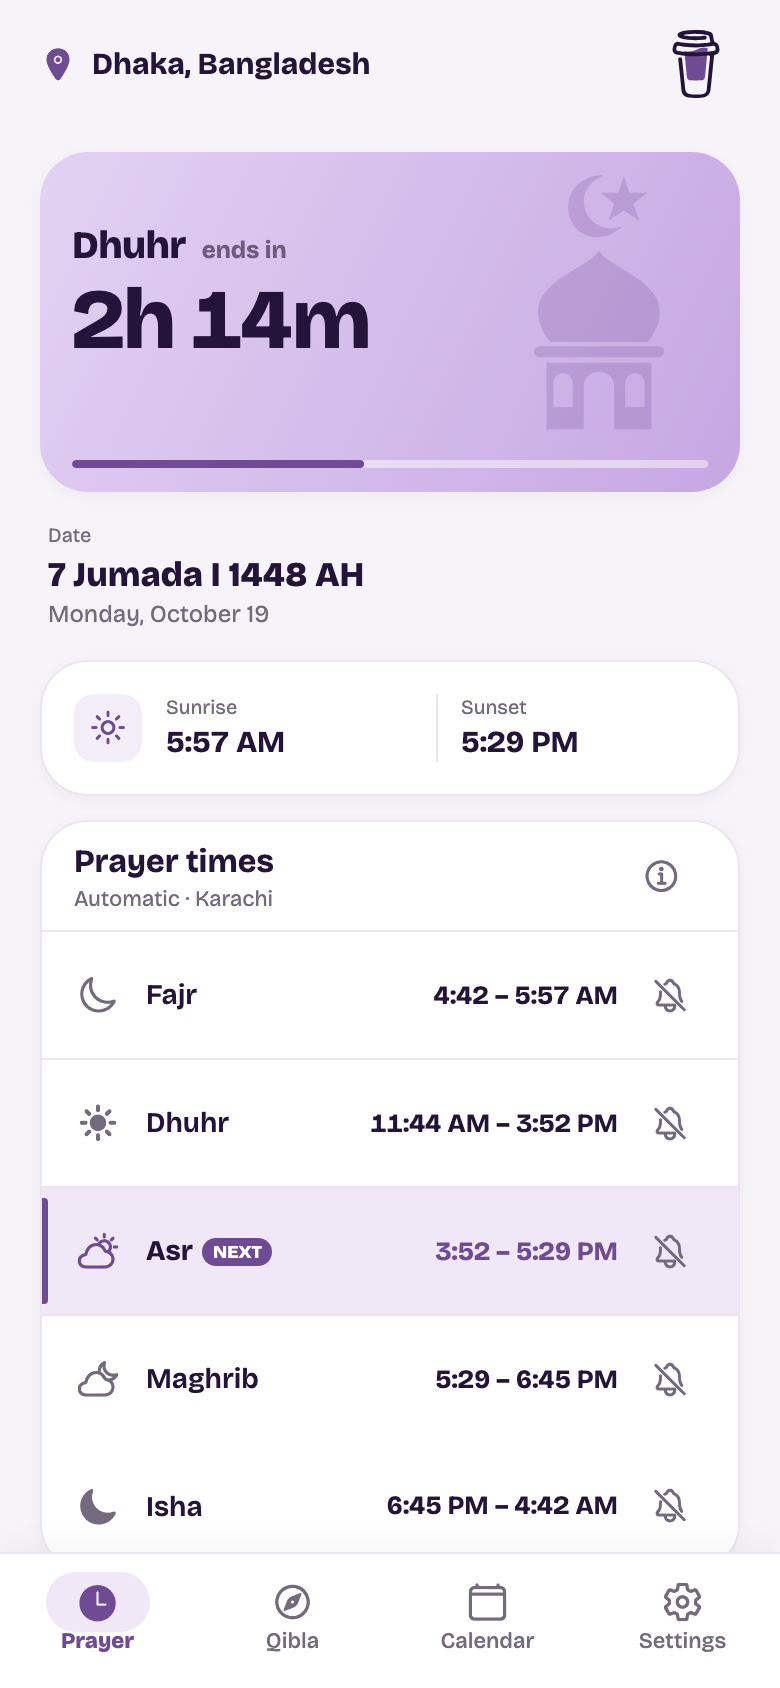 Dhaka, Bangladesh
Dhuhr ends in
2h 14m
Date
7 Jumada I 1448 AH
Monday, October 19
Sunrise
5:57 AM
Sunset
5:29 PM
Prayer times
Automatic · Karachi
Fajr 4:42 – 5:57 AM
Dhuhr 11:44 AM – 3:52 PM
Asr NEXT 3:52 – 5:29 PM
Maghrib 5:29 – 6:45 PM
Isha 6:45 PM – 4:42 AM
Prayer Qibla Calendar Settings